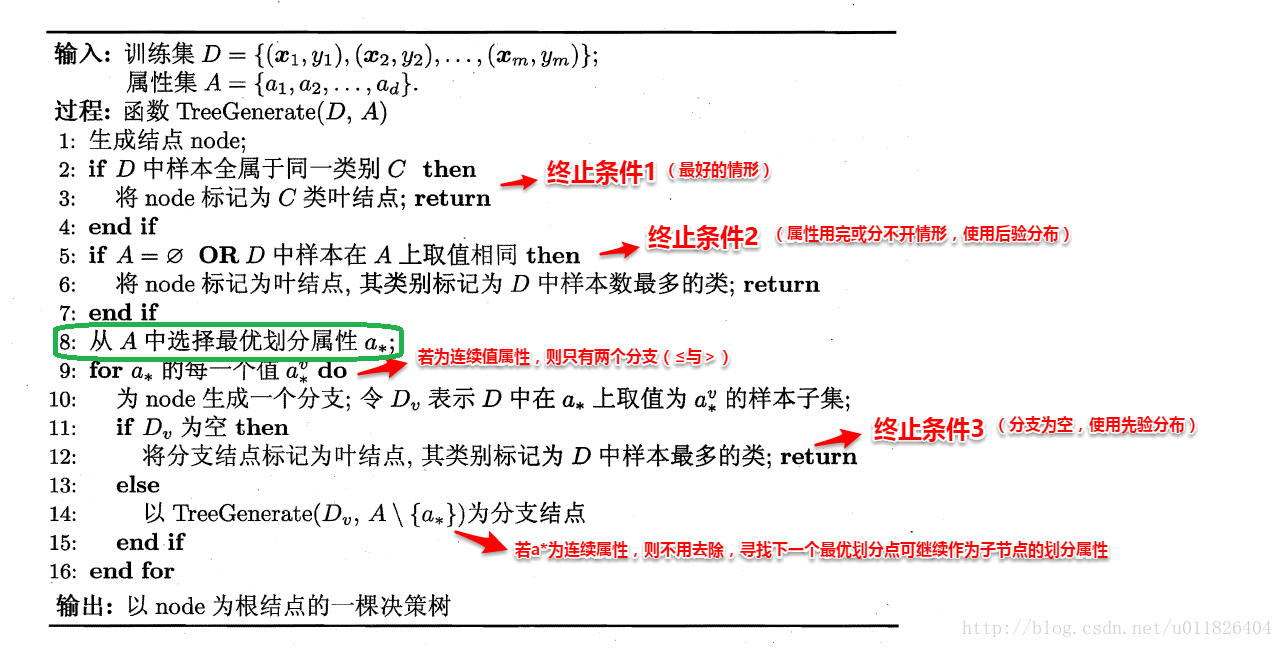 输入: 训练集 D = {(x₁, y₁), (x₂, y₂), . . . , (xₘ, yₘ)};
属性集 A = {a₁, a₂, . . . , a_d}.
过程: 函数 TreeGenerate(D, A)
1: 生成结点 node;
2: if D 中样本全属于同一类别 C then
终止条件1（最好的情形）
3: 将 node 标记为 C 类叶结点; return
4: end if
终止条件2（属性用完或分不开情形，使用后验分布）
5: if A = ∅ OR D 中样本在 A 上取值相同 then
6: 将 node 标记为叶结点, 其类别标记为 D 中样本数最多的类; return
7: end if
8: 从 A 中选择最优划分属性 a_*;
若为连续值属性，则只有两个分支（≤与>）
9: for a_* 的每一个值 a_*^v do
10: 为 node 生成一个分支; 令 D_v 表示 D 中在 a_* 上取值为 a_*^v 的样本子集;
11: if D_v 为空 then
终止条件3（分支为空，使用先验分布）
12: 将分支结点标记为叶结点, 其类别标记为 D 中样本最多的类; return
13: else
14: 以 TreeGenerate(D_v, A \ {a_*})为分支结点
15: end if
若a*为连续属性，则不用去除，寻找下一个最优划分点可继续作为子节点的划分属性
16: end for
输出: 以 node 为根结点的一棵决策树
http://blog.csdn.net/u011826404